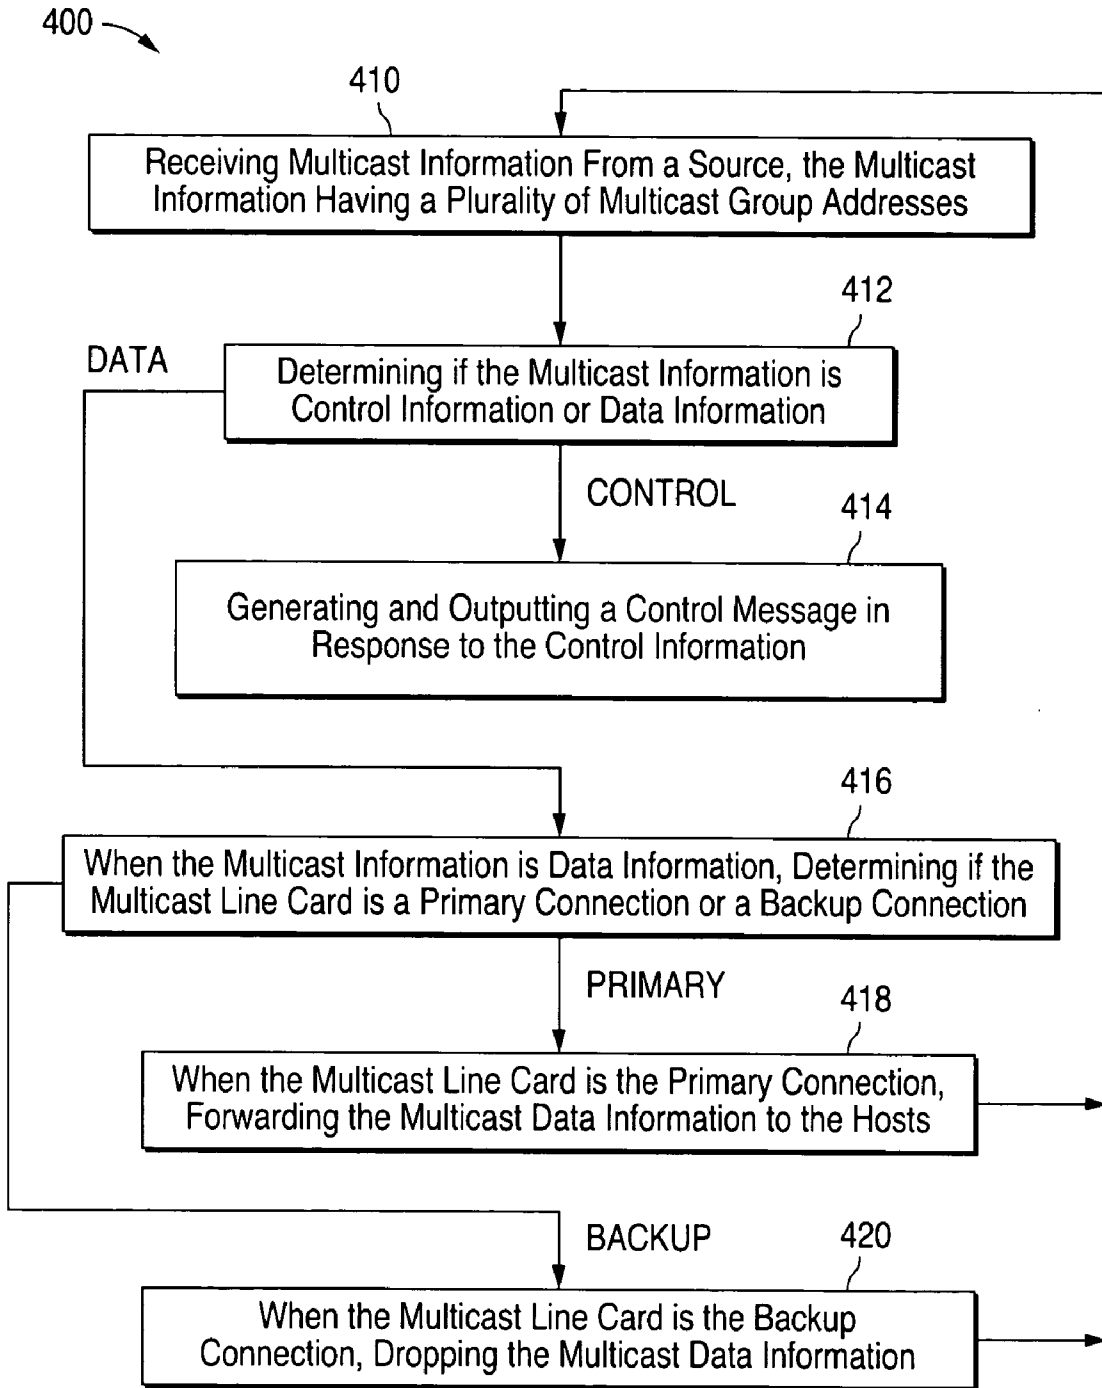 400
410
Receiving Multicast Information From a Source, the Multicast
Information Having a Plurality of Multicast Group Addresses
412
DATA
Determining if the Multicast Information is
Control Information or Data Information
CONTROL
414
Generating and Outputting a Control Message in
Response to the Control Information
416
When the Multicast Information is Data Information, Determining if the
Multicast Line Card is a Primary Connection or a Backup Connection
PRIMARY
418
When the Multicast Line Card is the Primary Connection,
Forwarding the Multicast Data Information to the Hosts
BACKUP
420
When the Multicast Line Card is the Backup
Connection, Dropping the Multicast Data Information